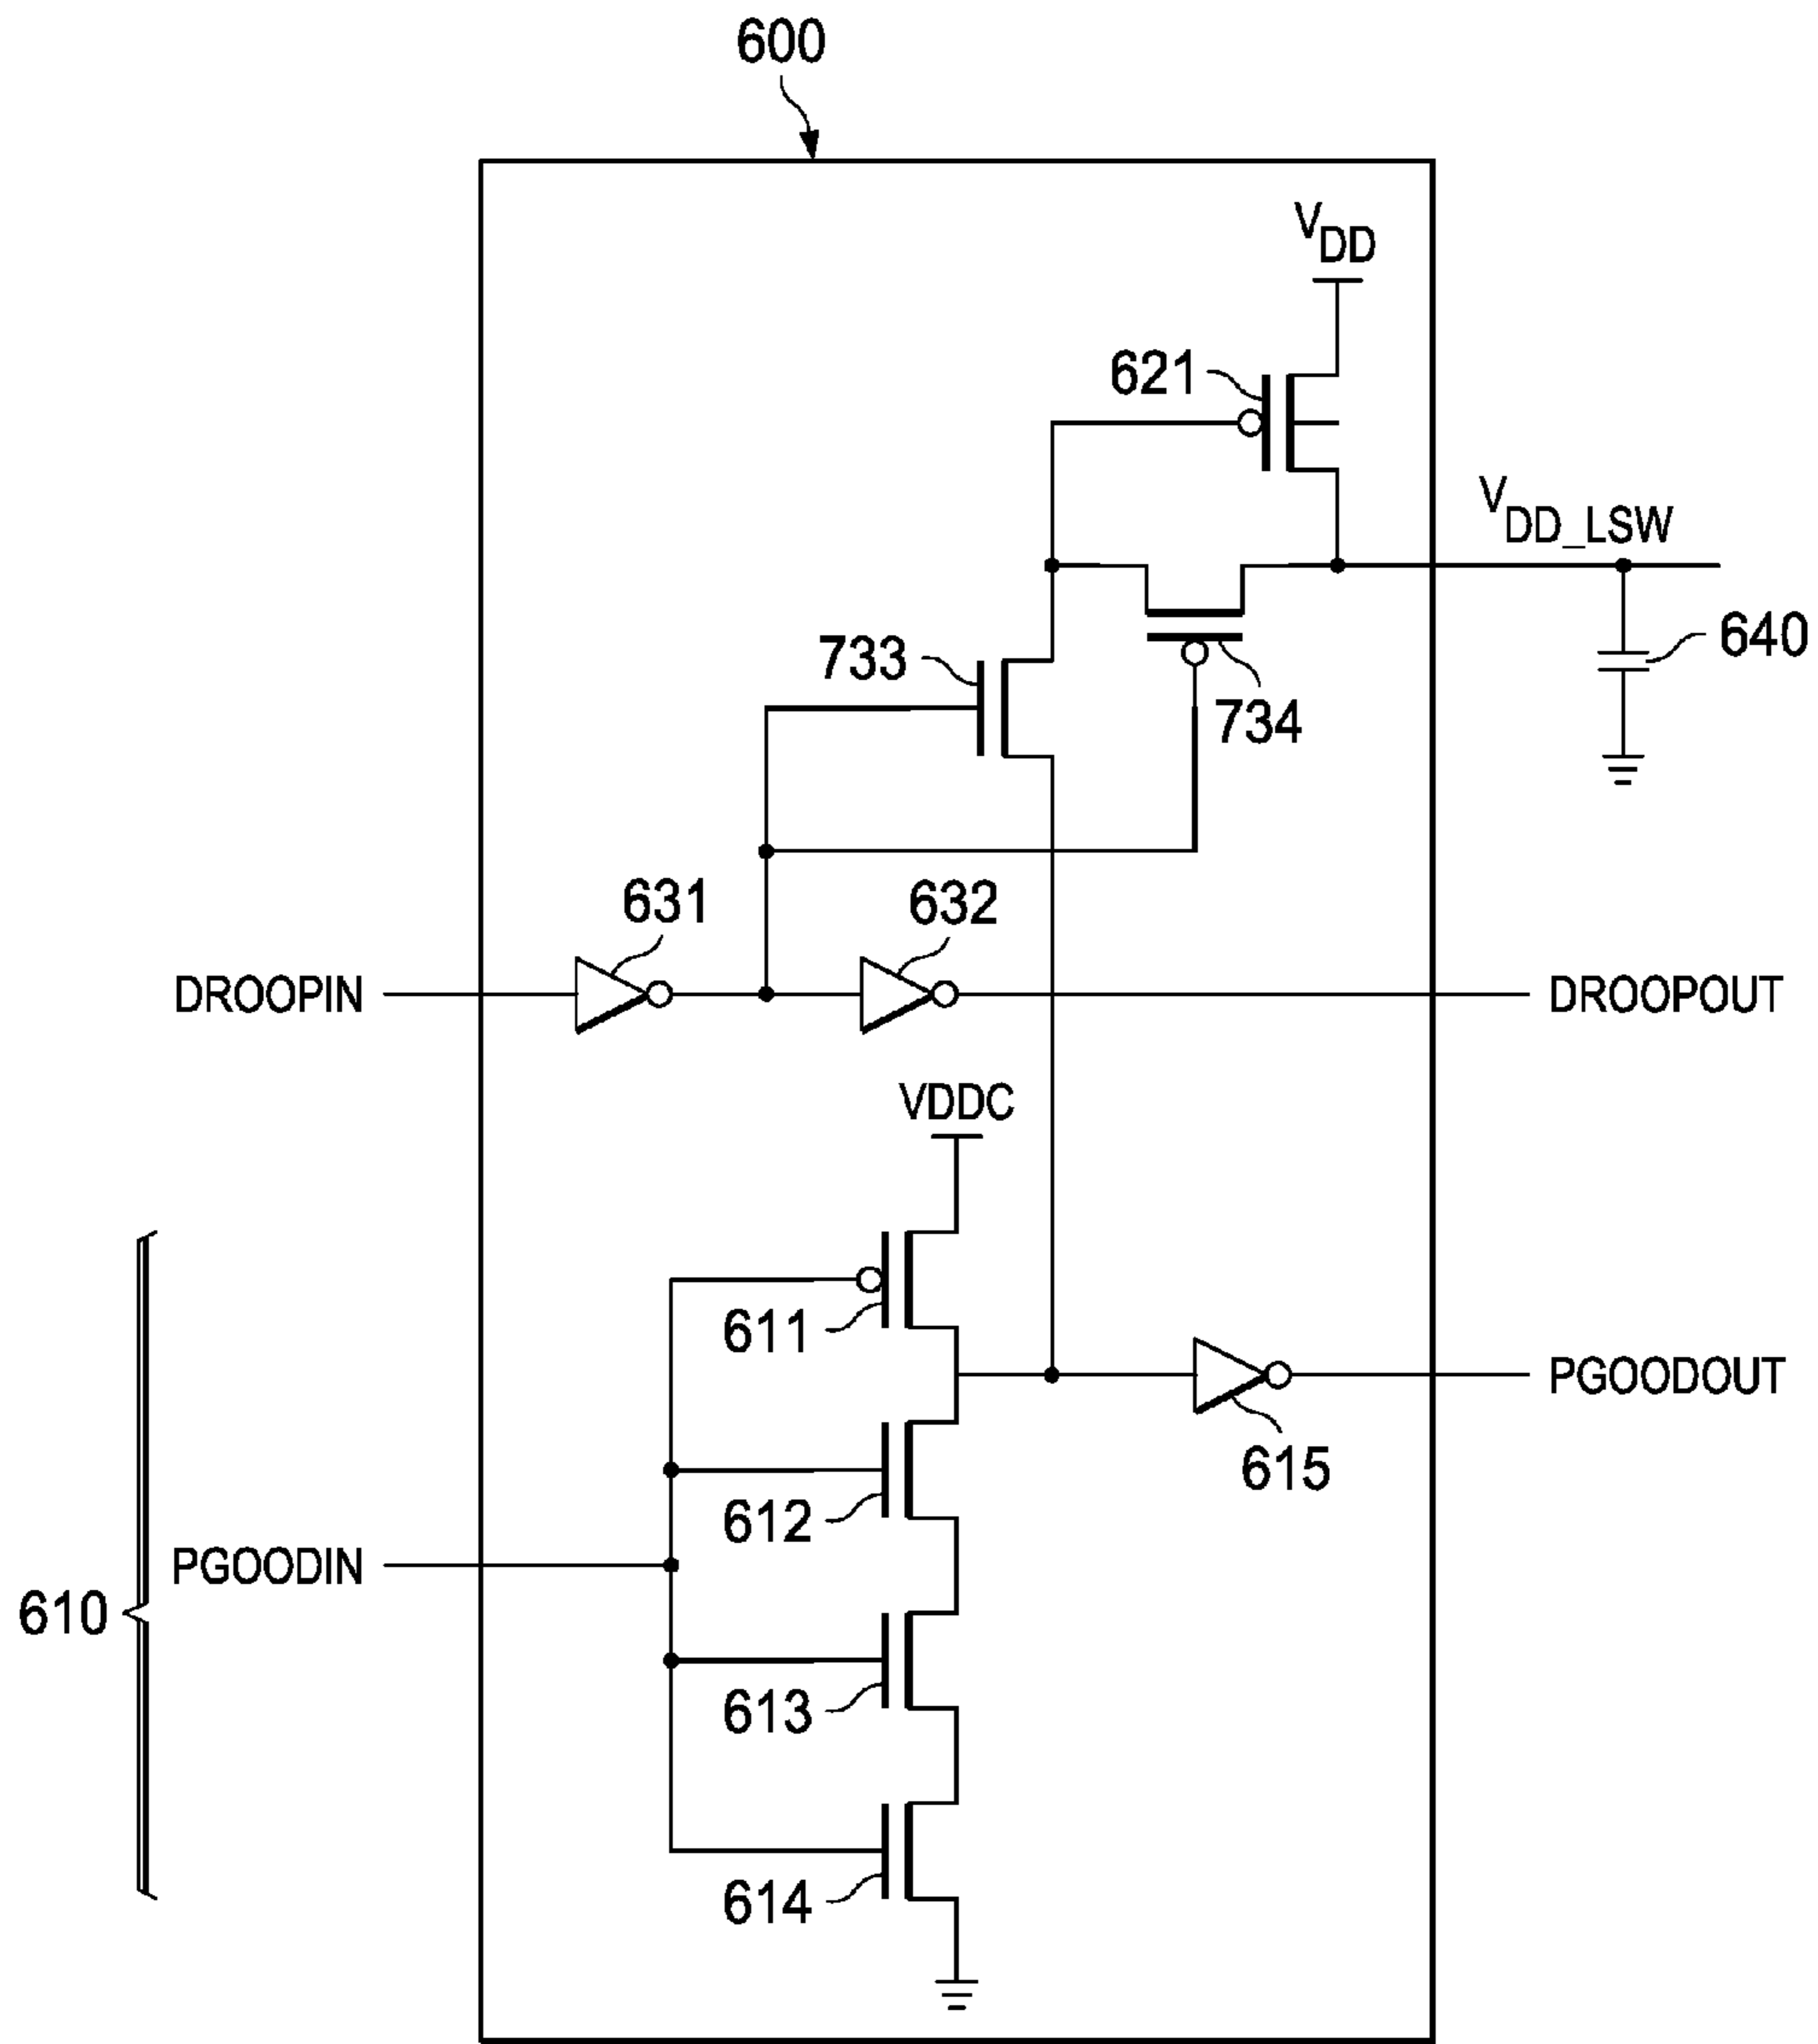 600
VDD
621
VDD_LSW
640
733
734
631
632
DROOPIN
DROOPOUT
VDDC
611
PGOODOUT
615
612
PGOODIN
610
613
614